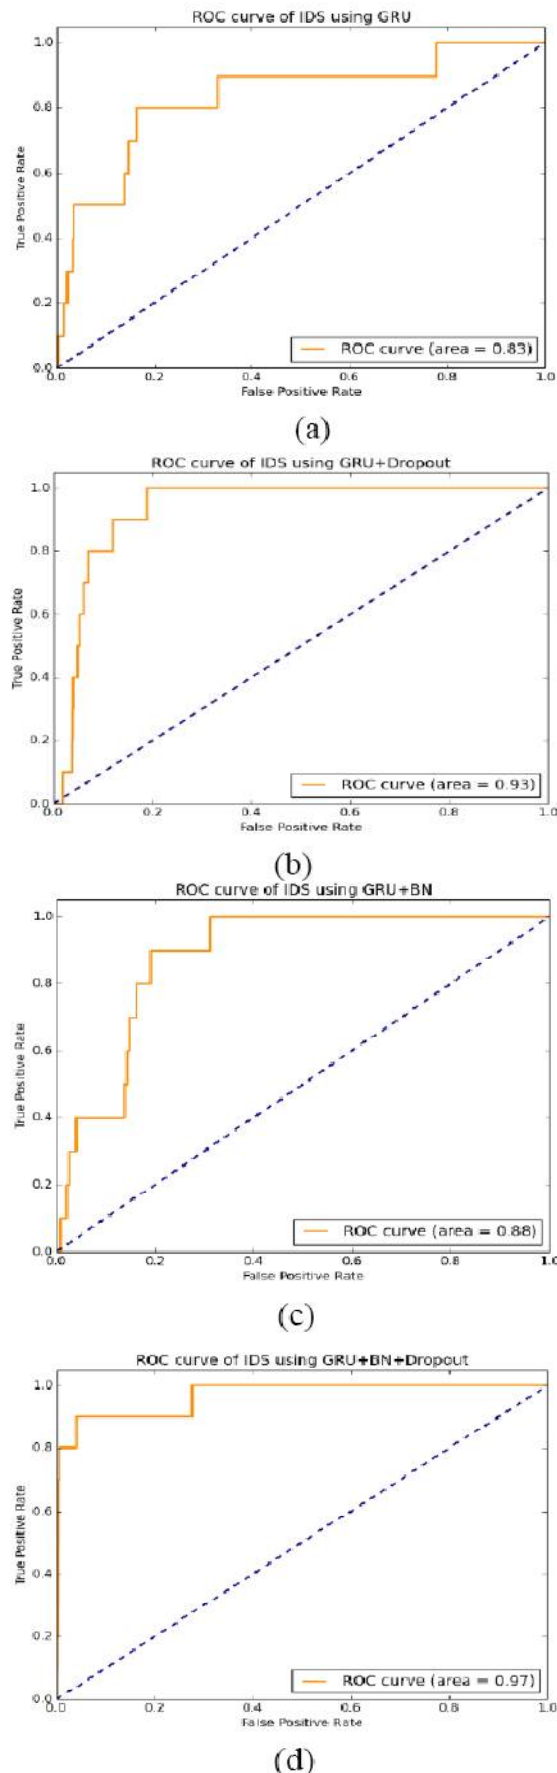 ROC curve of IDS using GRU
1.0
0.8
0.6
0.4
0.2
0.0
True Positive Rate
ROC curve (area = 0.83)
0.2 0.4 0.6 0.8 1.0
False Positive Rate
(a)
ROC curve of IDS using GRU+Dropout
1.0
0.8
0.6
0.4
0.2
0.0
True Positive Rate
ROC curve (area = 0.93)
0.0 0.2 0.4 0.6 0.8 1.0
False Positive Rate
(b)
ROC curve of IDS using GRU+BN
1.0
0.8
0.6
0.4
0.2
0.0
True Positive Rate
ROC curve (area = 0.88)
0.0 0.2 0.4 0.6 0.8 1.0
False Positive Rate
(c)
ROC curve of IDS using GRU+BN+Dropout
1.0
0.8
0.6
0.4
0.2
0.0
True Positive Rate
ROC curve (area = 0.97)
0.0 0.2 0.4 0.6 0.8 1.0
False Positive Rate
(d)